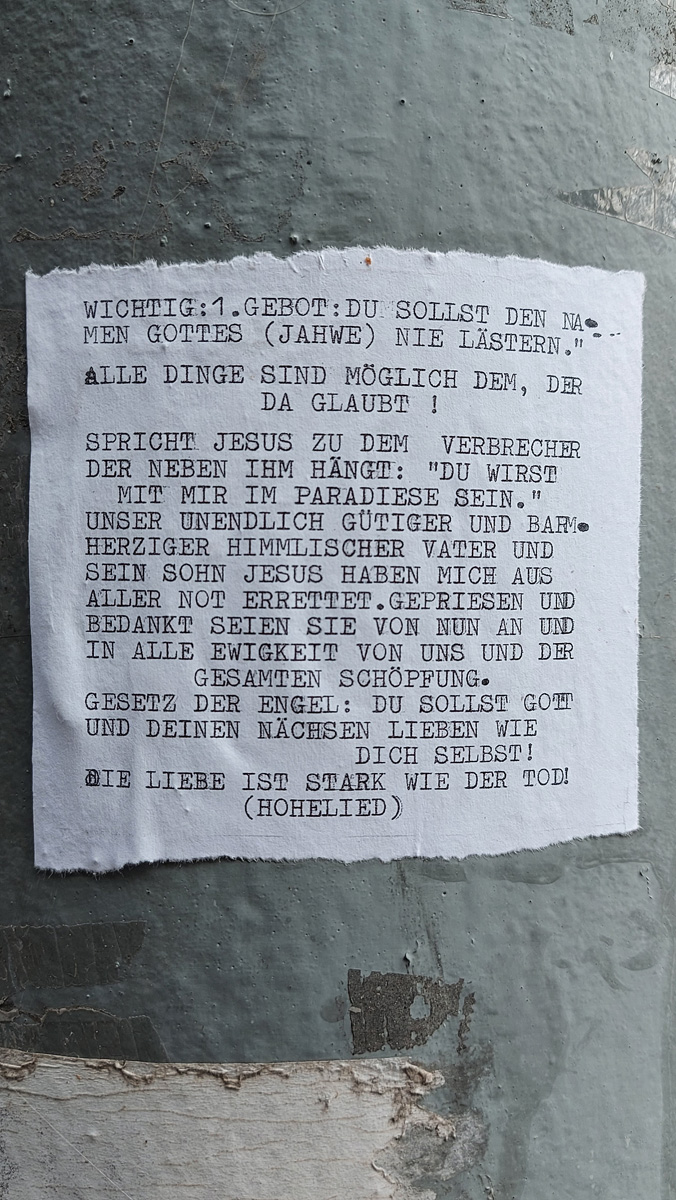 WICHTIG:1.GEBOT:DU SOLLST DEN NA-
MEN GOTTES (JAHWE) NIE LÄSTERN."
ALLE DINGE SIND MÖGLICH DEM, DER
DA GLAUBT !
SPRICHT JESUS ZU DEM VERBRECHER
DER NEBEN IHM HÄNGT: "DU WIRST
MIT MIR IM PARADIESE SEIN."
UNSER UNENDLICH GÜTIGER UND BARM-
HERZIGER HIMMLISCHER VATER UND
SEIN SOHN JESUS HABEN MICH AUS
ALLER NOT ERRETTET.GEPRIESEN UND
BEDANKT SEIEN SIE VON NUN AN UND
IN ALLE EWIGKEIT VON UNS UND DER
GESAMTEN SCHÖPFUNG.
GESETZ DER ENGEL: DU SOLLST GOTT
UND DEINEN NÄCHSEN LIEBEN WIE
DICH SELBST!
DIE LIEBE IST STARK WIE DER TOD!
(HOHELIED)